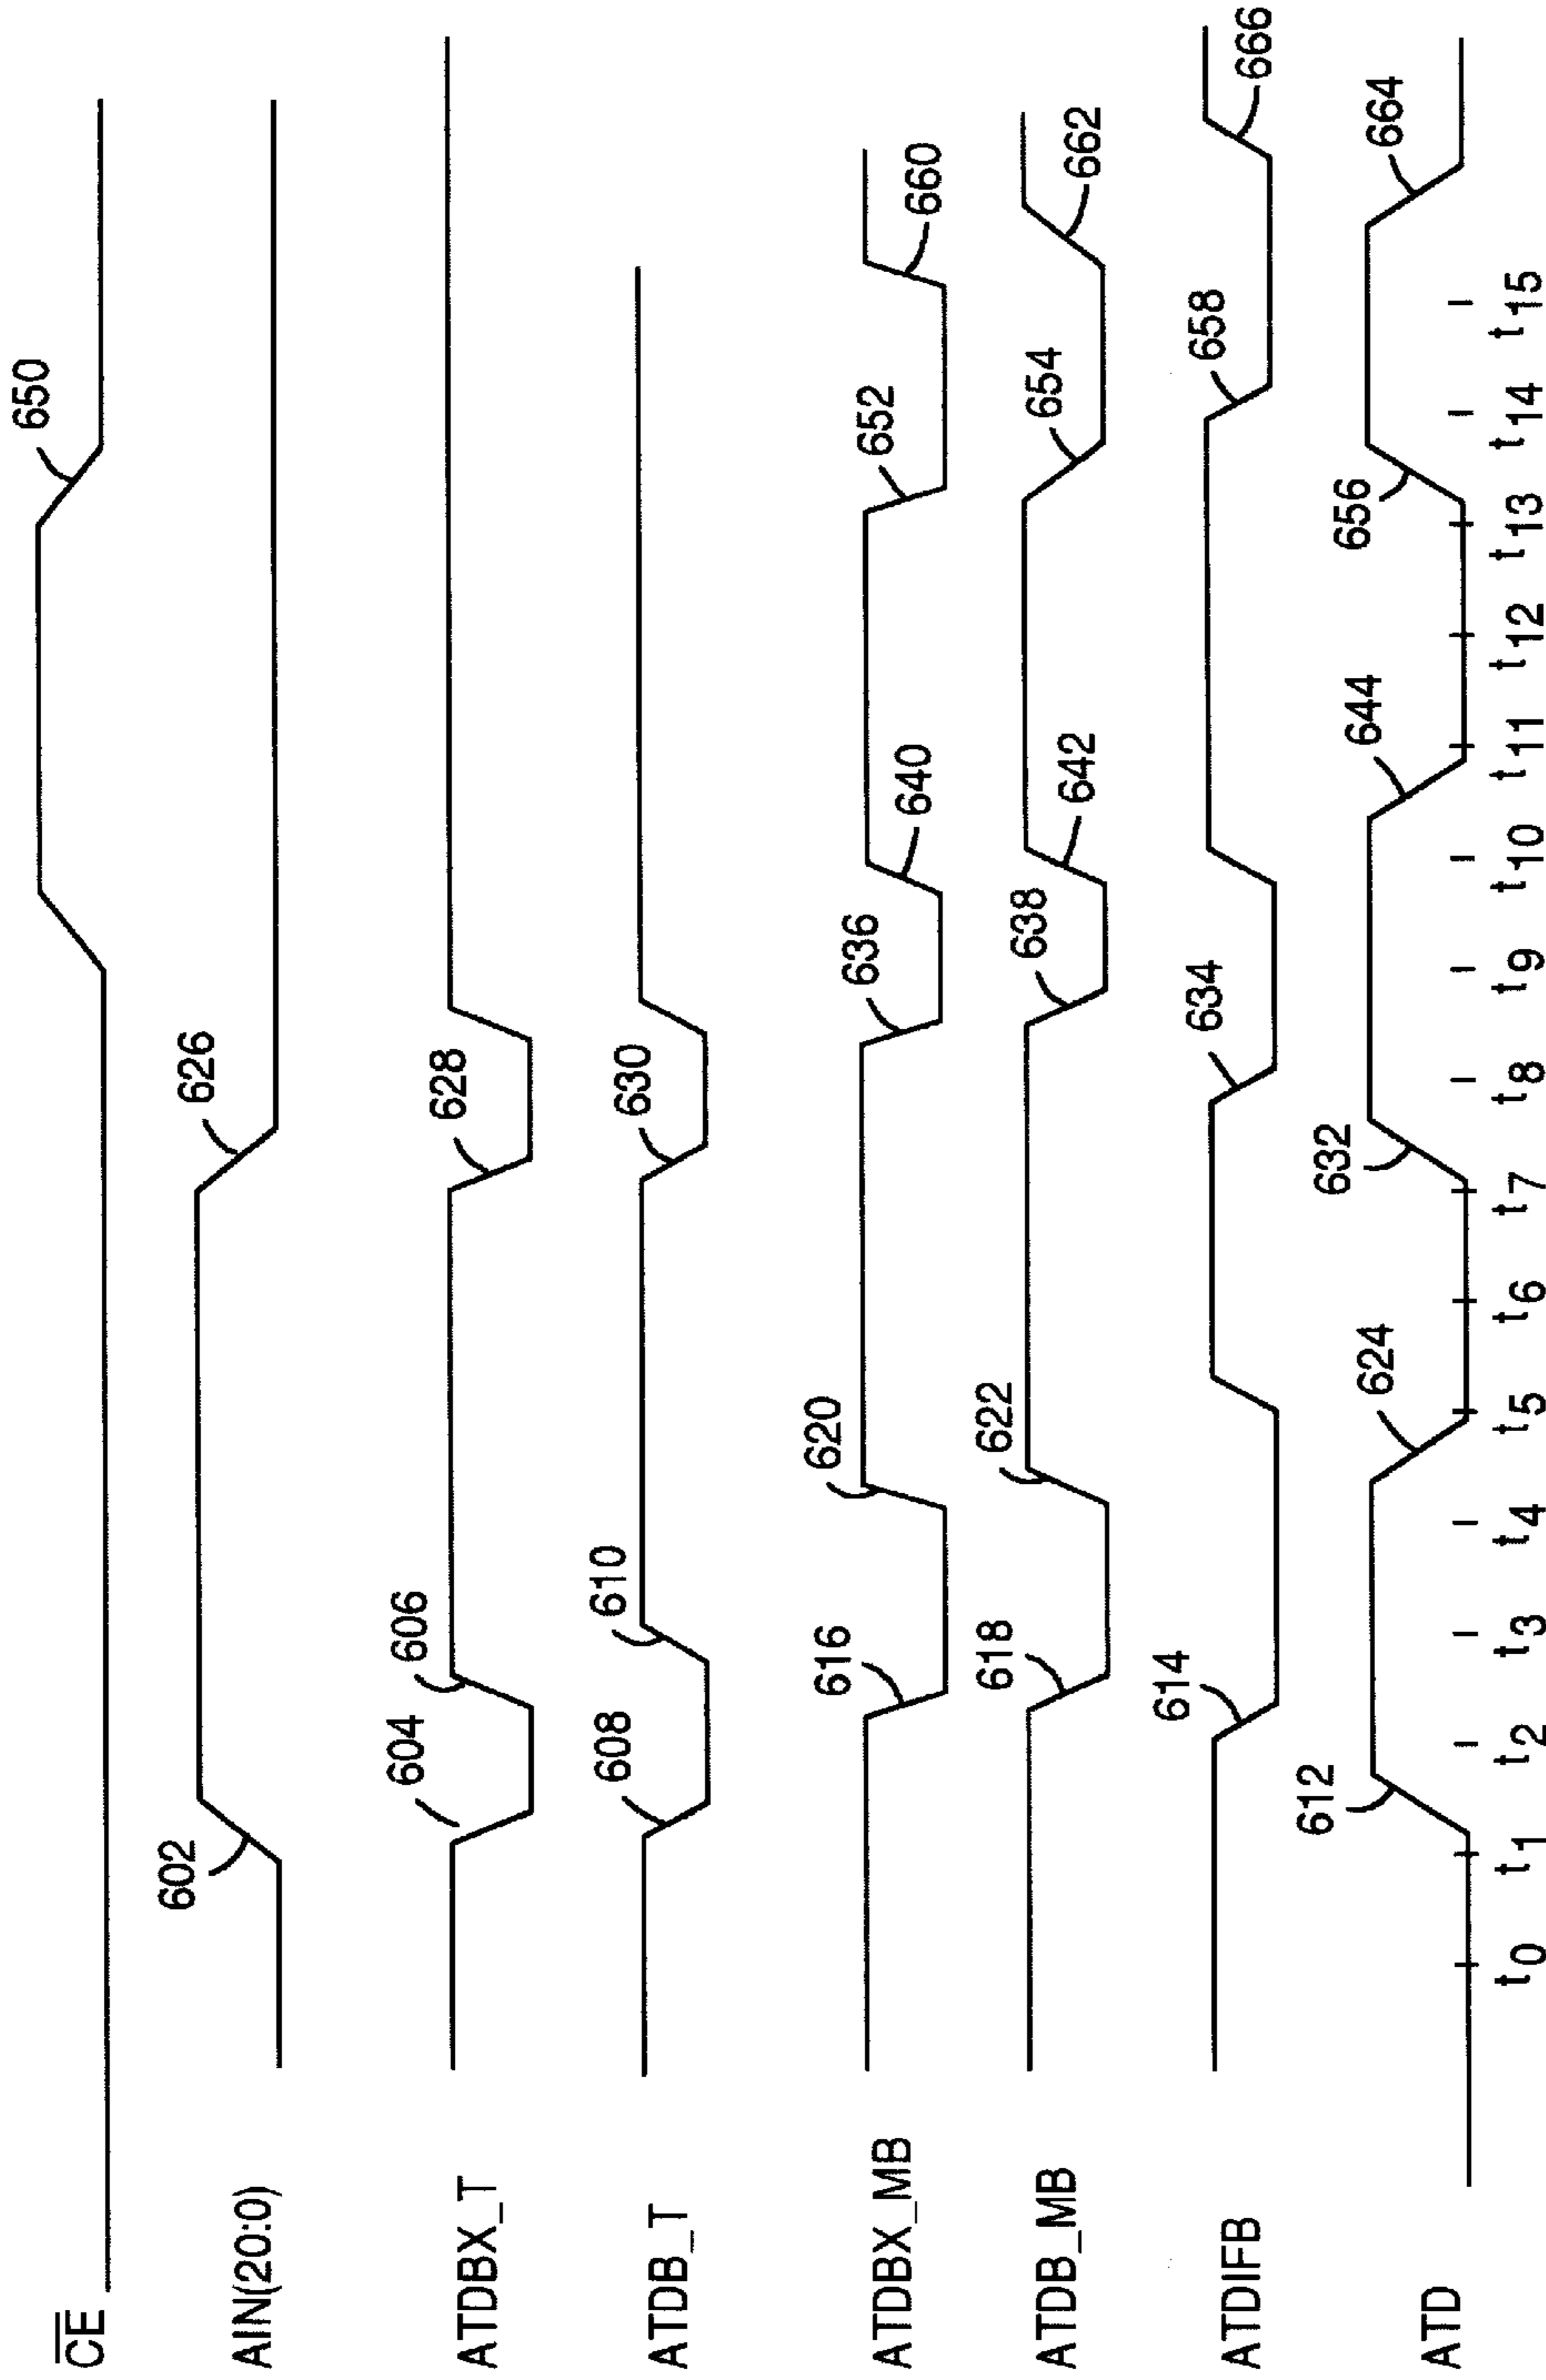 C̅E̅ 650
AIN(20:0) 602 626
ATDBX_T 604 606 628
ATDB_T 608 610 630
ATDBX_MB 616 620 636 640 652 660
ATDB_MB 618 622 638 642 654 662
ATDIFB 614 634 658 666
ATD 612 624 632 644 656 664
t0 t1 t2 t3 t4 t5 t6 t7 t8 t9 t10 t11 t12 t13 t14 t15